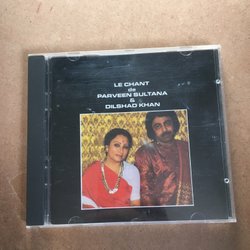 LE CHANT
de
PARVEEN SULTANA
&
DILSHAD KHAN